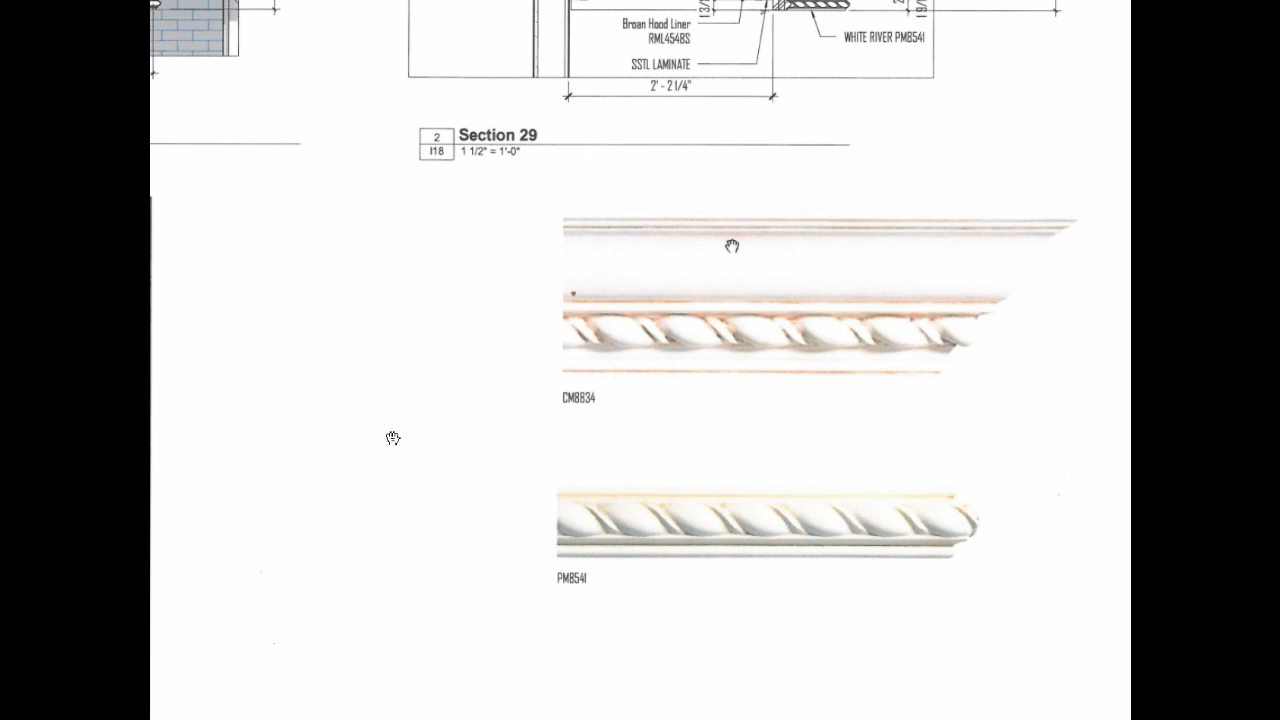 Broan Hood Liner
RML4548S
WHITE RIVER PM8541
SSTL LAMINATE
2' - 2 1/4"
2
Section 29
I18
1 1/2" = 1'-0"
CM8834
PM8541